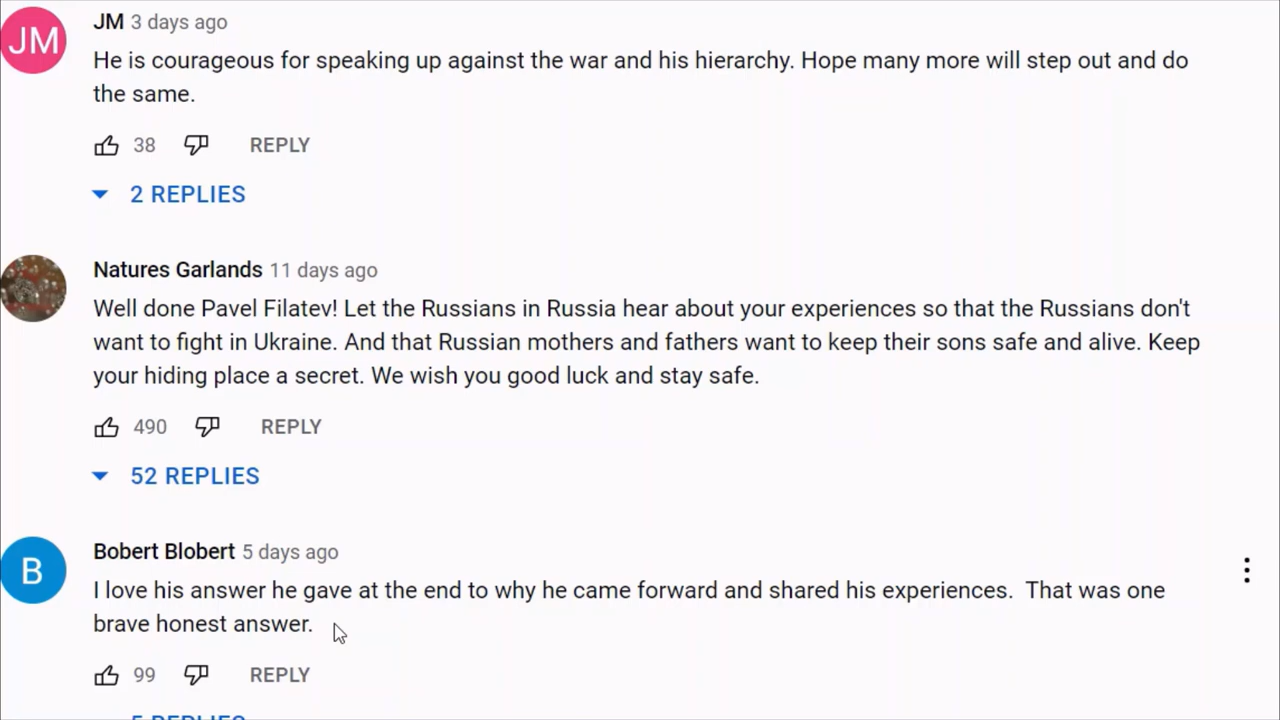 JM JM 3 days ago
He is courageous for speaking up against the war and his hierarchy. Hope many more will step out and do
the same.
38 REPLY
2 REPLIES
Natures Garlands 11 days ago
Well done Pavel Filatev! Let the Russians in Russia hear about your experiences so that the Russians don't
want to fight in Ukraine. And that Russian mothers and fathers want to keep their sons safe and alive. Keep
your hiding place a secret. We wish you good luck and stay safe.
490 REPLY
52 REPLIES
B Bobert Blobert 5 days ago
I love his answer he gave at the end to why he came forward and shared his experiences.  That was one
brave honest answer.
99 REPLY
5 REPLIES